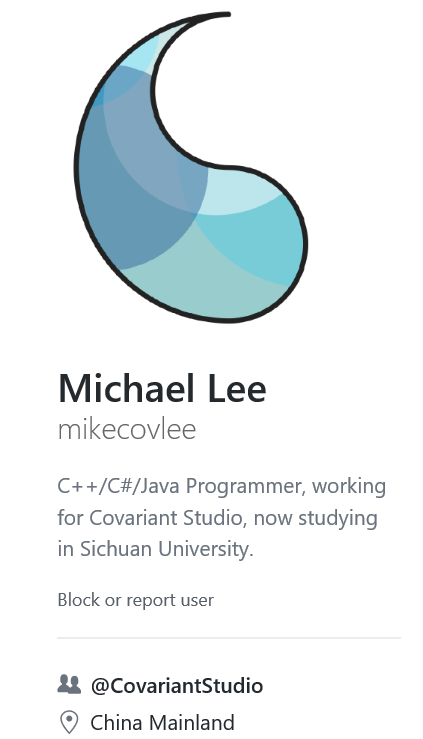 Michael Lee
mikecovlee
C++/C#/Java Programmer, working
for Covariant Studio, now studying
in Sichuan University.
Block or report user
@CovariantStudio
China Mainland